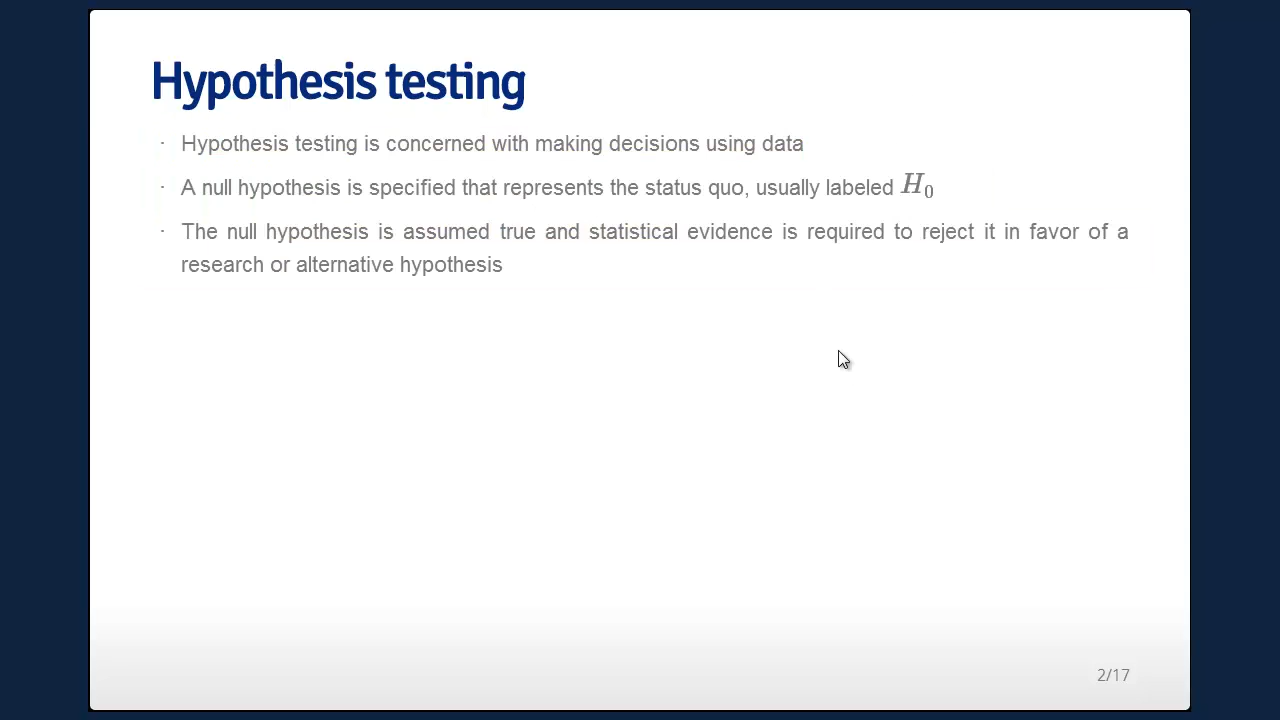 Hypothesis testing
· Hypothesis testing is concerned with making decisions using data
· A null hypothesis is specified that represents the status quo, usually labeled H₀
· The null hypothesis is assumed true and statistical evidence is required to reject it in favor of a
research or alternative hypothesis
2/17